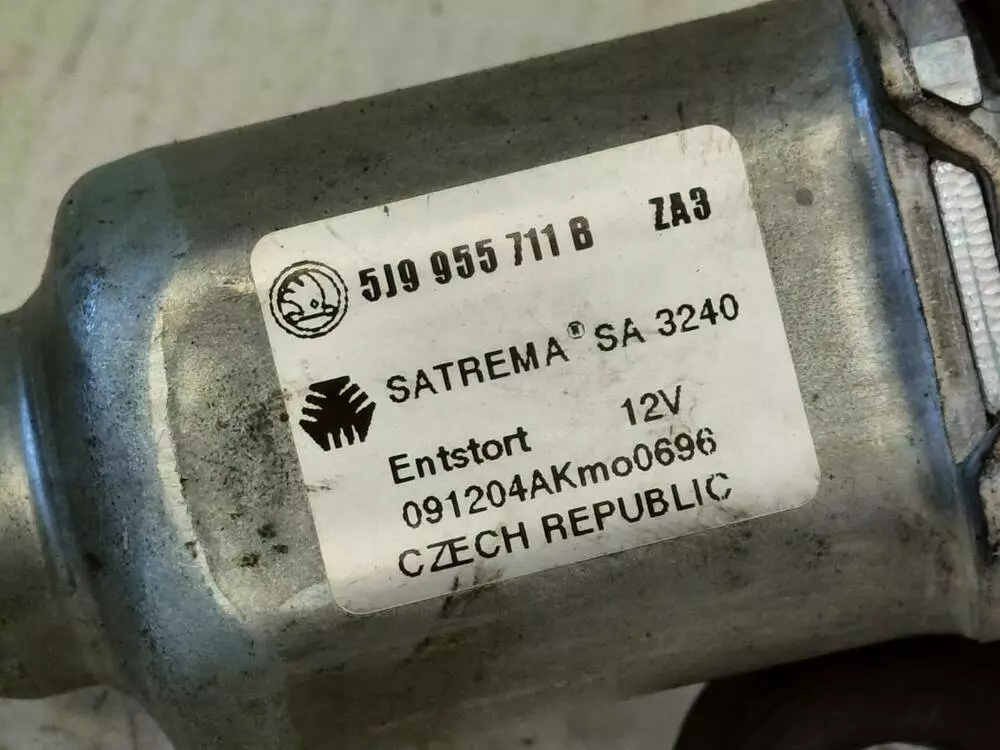 5J9 955 711 B ZA3
SATREMA® SA 3240
Entstort 12V
091204AKmo0696
CZECH REPUBLIC